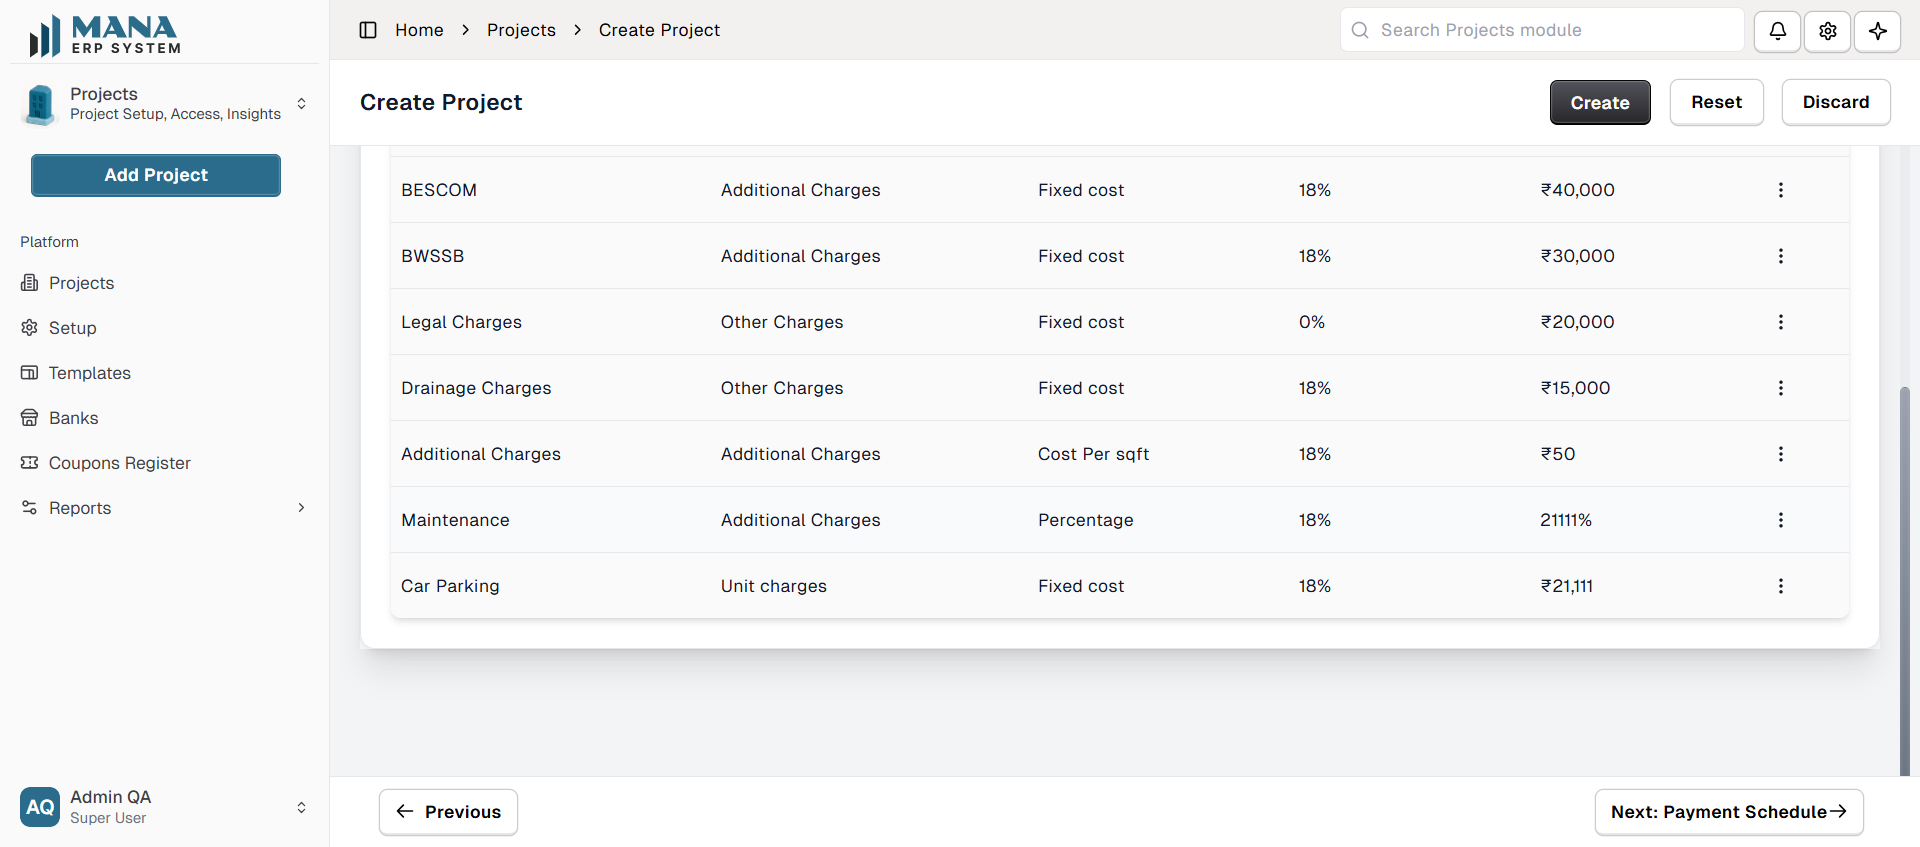 MANA
ERP SYSTEM
Projects
Project Setup, Access, Insights
Add Project
Platform
Projects
Setup
Templates
Banks
Coupons Register
Reports
AQ
Admin QA
Super User
Home > Projects > Create Project
Search Projects module
Create Project
Create
Reset
Discard
BESCOM Additional Charges Fixed cost 18% ₹40,000
BWSSB Additional Charges Fixed cost 18% ₹30,000
Legal Charges Other Charges Fixed cost 0% ₹20,000
Drainage Charges Other Charges Fixed cost 18% ₹15,000
Additional Charges Additional Charges Cost Per sqft 18% ₹50
Maintenance Additional Charges Percentage 18% 21111%
Car Parking Unit charges Fixed cost 18% ₹21,111
Previous
Next: Payment Schedule